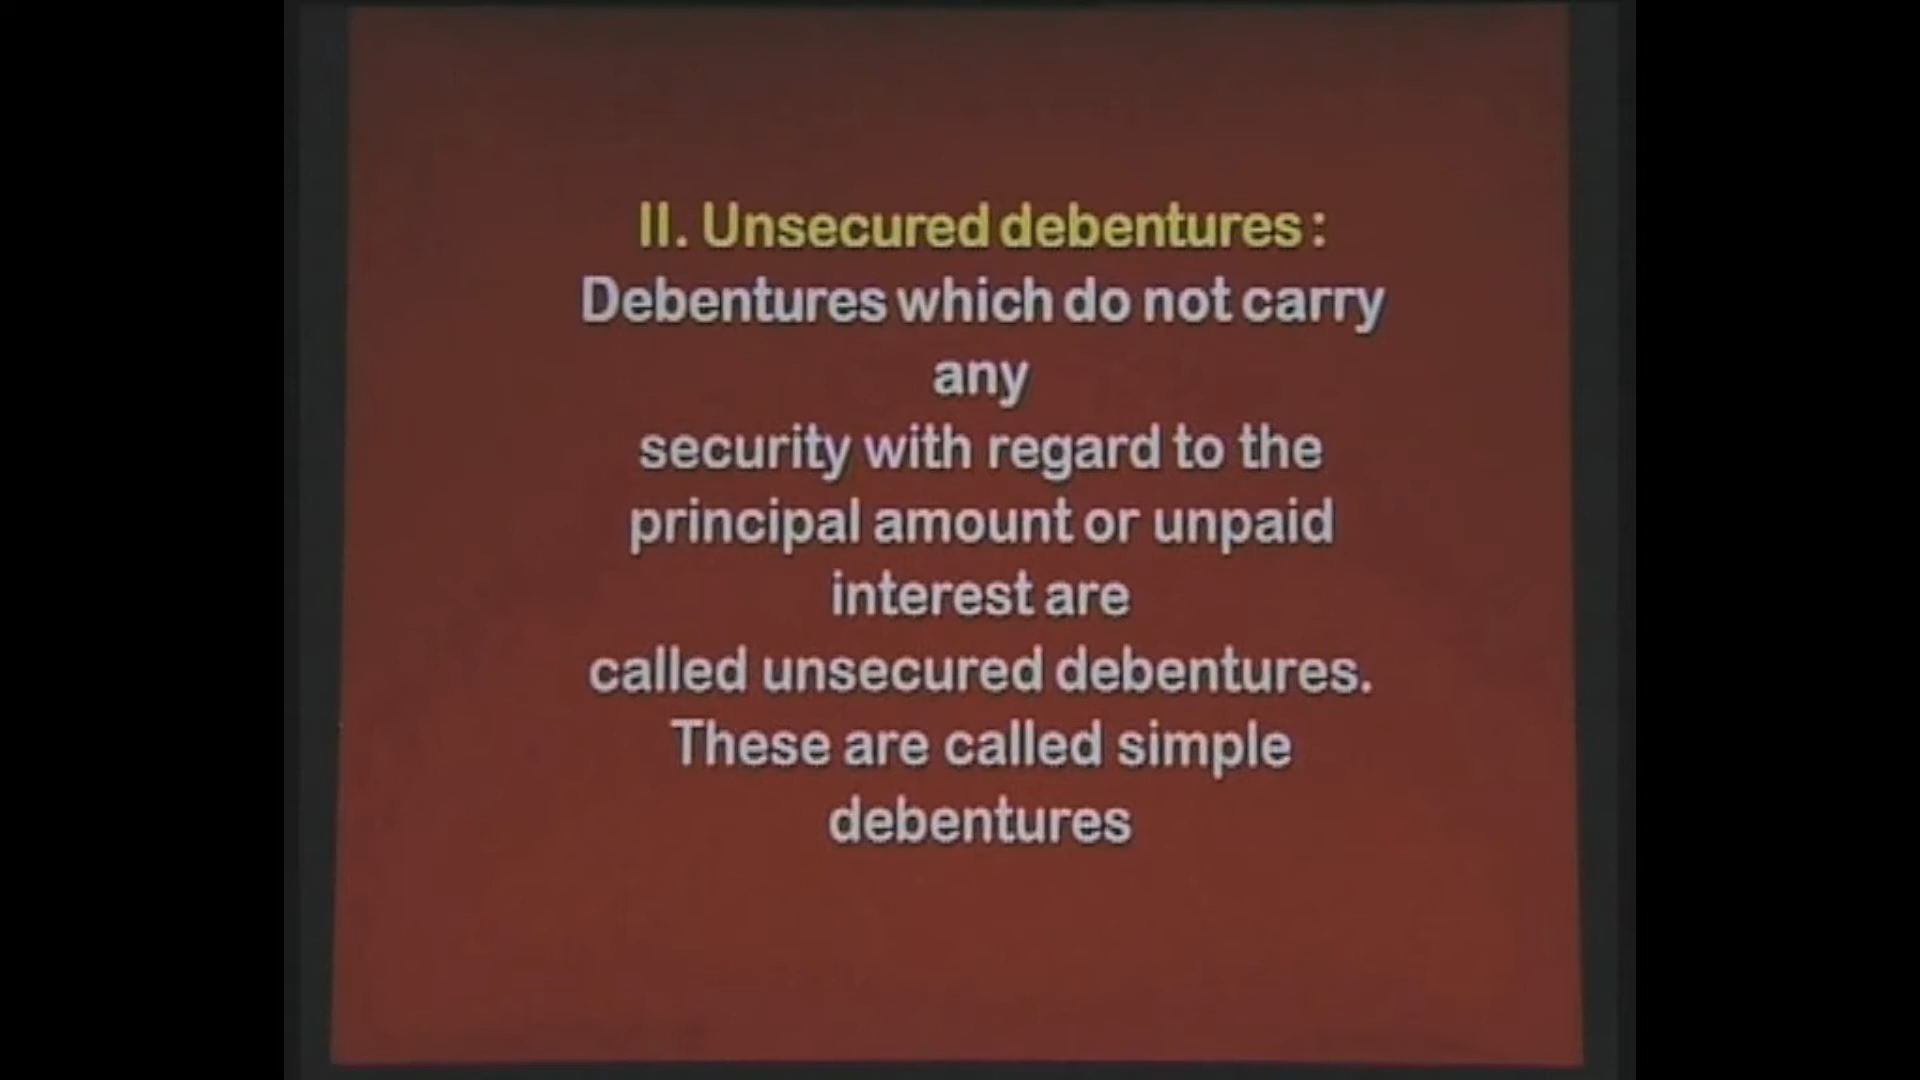 II. Unsecured debentures:
Debentures which do not carry
any
security with regard to the
principal amount or unpaid
interest are
called unsecured debentures.
These are called simple
debentures